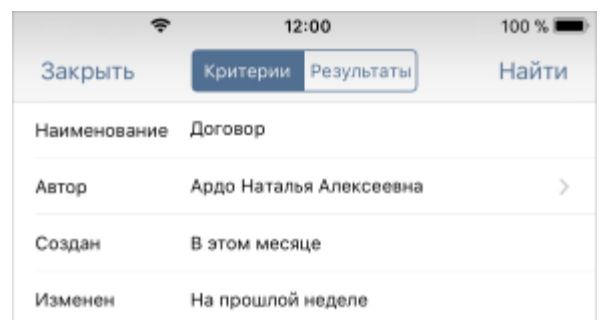 12:00 100 %
Закрыть Критерии Результаты Найти
Наименование Договор
Автор Ардо Наталья Алексеевна
Создан В этом месяце
Изменен На прошлой неделе